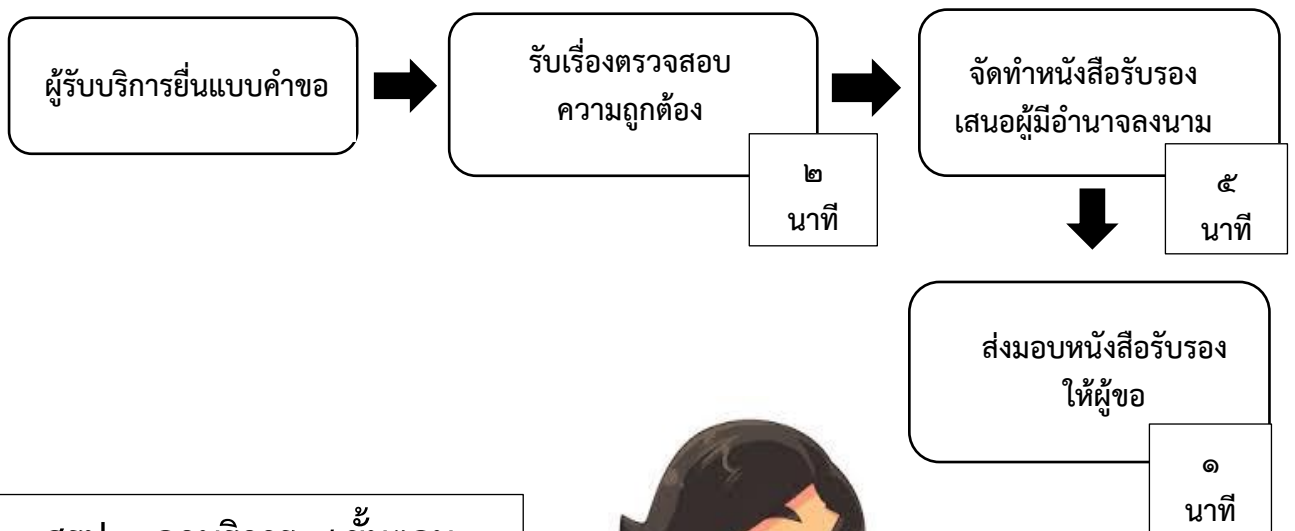 ผู้รับบริการยื่นแบบคำขอ
รับเรื่องตรวจสอบ
ความถูกต้อง
๒
นาที
จัดทำหนังสือรับรอง
เสนอผู้มีอำนาจลงนาม
๕
นาที
ส่งมอบหนังสือรับรอง
ให้ผู้ขอ
๑
นาที